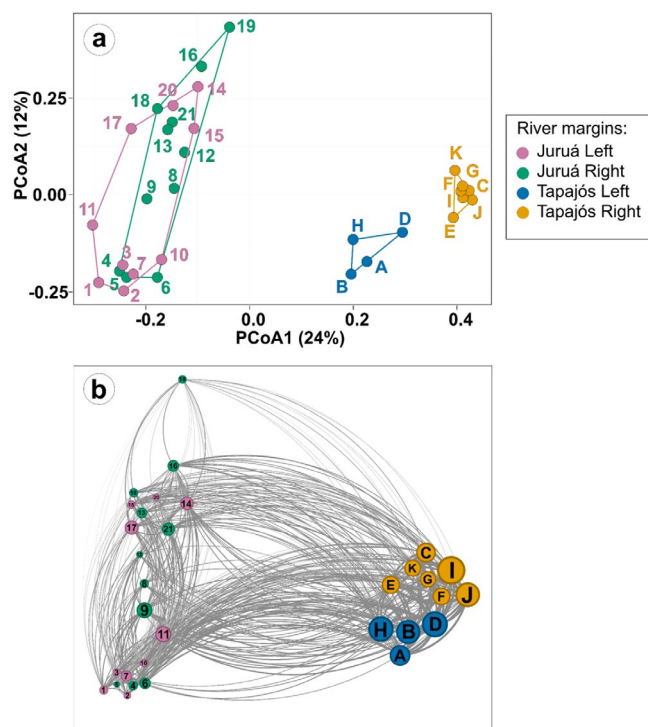 a
PCoA2 (12%)
0.25
0.00
-0.25
-0.2
0.0
0.2
0.4
PCoA1 (24%)
19
16
20
14
18
21
17
13
15
12
8
9
11
10
4
3
7
5
6
1
2
H
D
A
B
K
G
F
C
I
J
E
River margins:
Juruá Left
Juruá Right
Tapajós Left
Tapajós Right
b
16
14
13
17
21
8
9
11
3
7
4
6
1
2
C
K
I
G
E
F
J
H
B
D
A